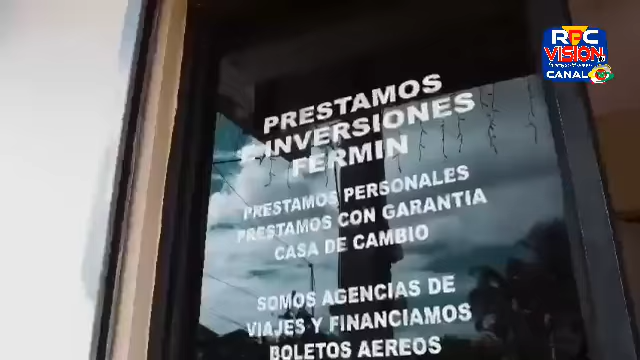 RPC
VISION
CANAL
PRESTAMOS
E INVERSIONES
FERMIN
PRESTAMOS PERSONALES
PRESTAMOS CON GARANTIA
CASA DE CAMBIO
SOMOS AGENCIAS DE
VIAJES Y FINANCIAMOS
BOLETOS AEREOS